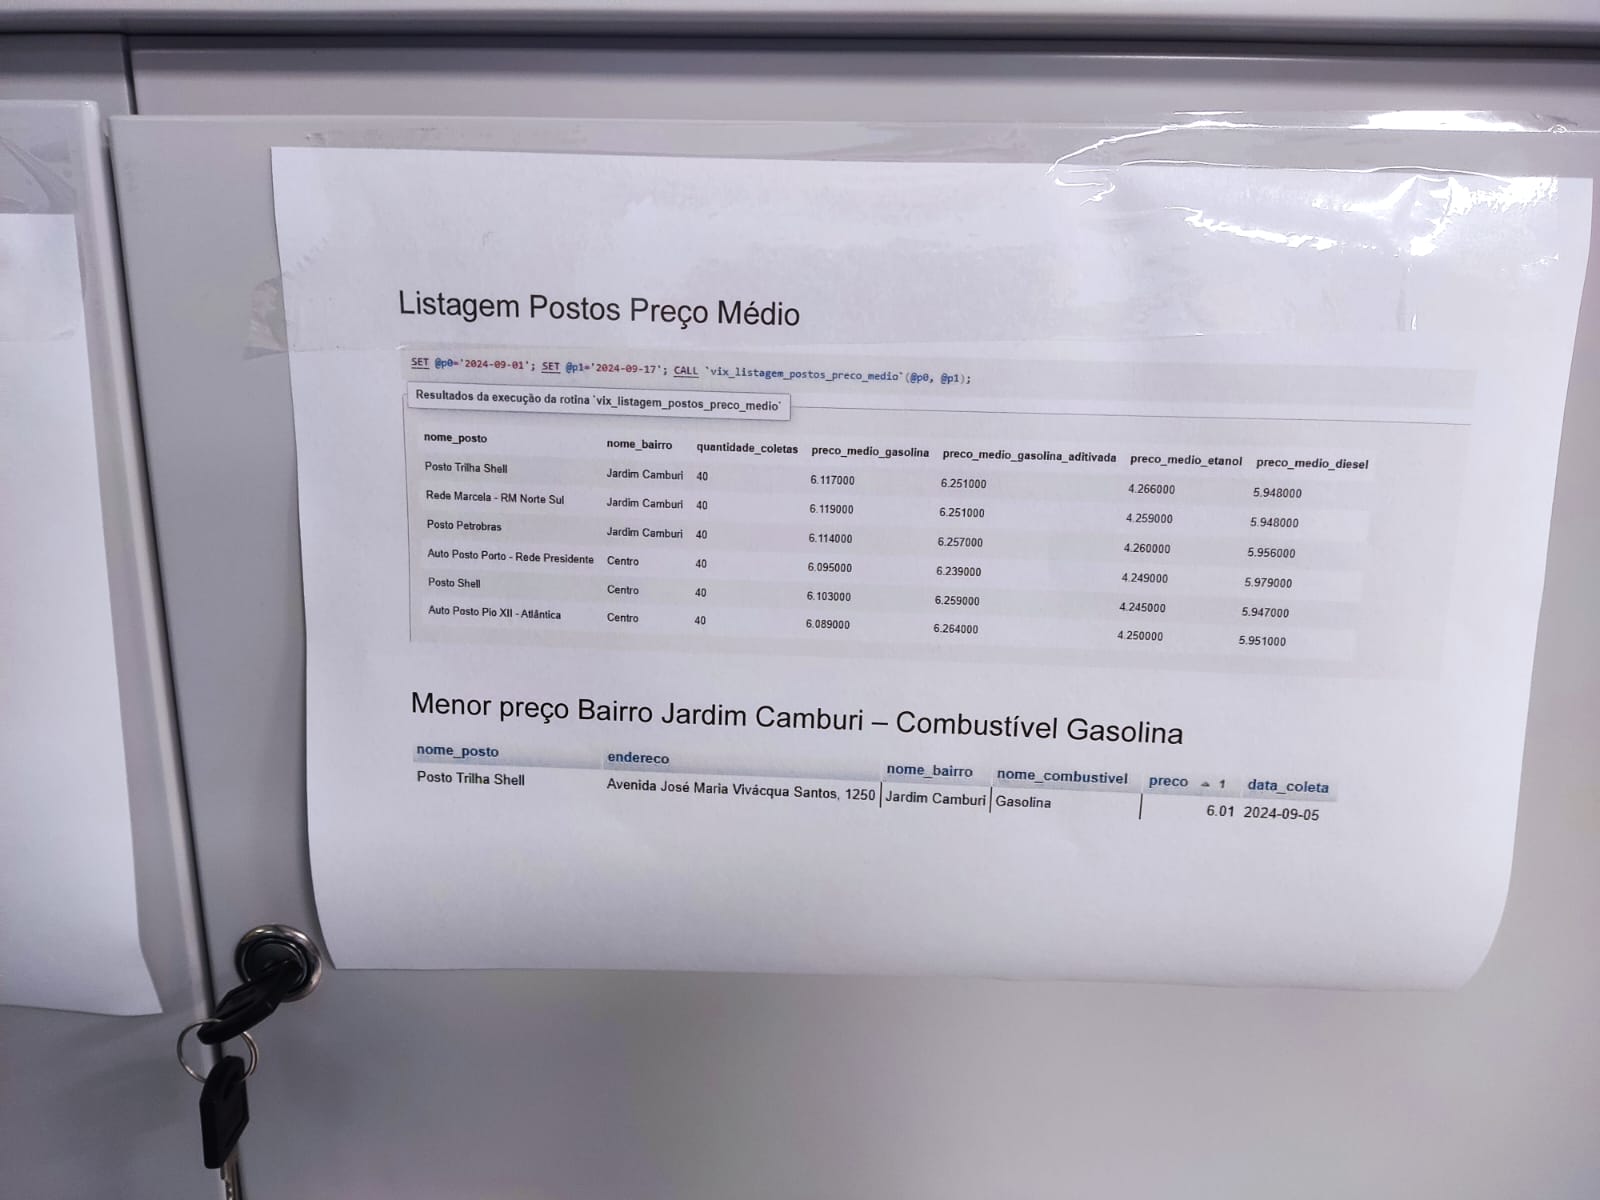 Listagem Postos Preço Médio
SET @p0='2024-09-01'; SET @p1='2024-09-17'; CALL `vix_listagem_postos_preco_medio`(@p0, @p1);
Resultados da execução da rotina `vix_listagem_postos_preco_medio`
nome_posto nome_bairro quantidade_coletas preco_medio_gasolina preco_medio_gasolina_aditivada preco_medio_etanol preco_medio_diesel
Posto Trilha Shell Jardim Camburi 40 6.117000 6.251000 4.266000 5.948000
Rede Marcela - RM Norte Sul Jardim Camburi 40 6.119000 6.251000 4.259000 5.948000
Posto Petrobras Jardim Camburi 40 6.114000 6.257000 4.260000 5.956000
Auto Posto Porto - Rede Presidente Centro 40 6.095000 6.239000 4.249000 5.979000
Posto Shell Centro 40 6.103000 6.259000 4.245000 5.947000
Auto Posto Pio XII - Atlântica Centro 40 6.089000 6.264000 4.250000 5.951000
Menor preço Bairro Jardim Camburi – Combustível Gasolina
nome_posto endereco nome_bairro nome_combustivel preco 1 data_coleta
Posto Trilha Shell Avenida José Maria Vivácqua Santos, 1250 Jardim Camburi Gasolina 6.01 2024-09-05